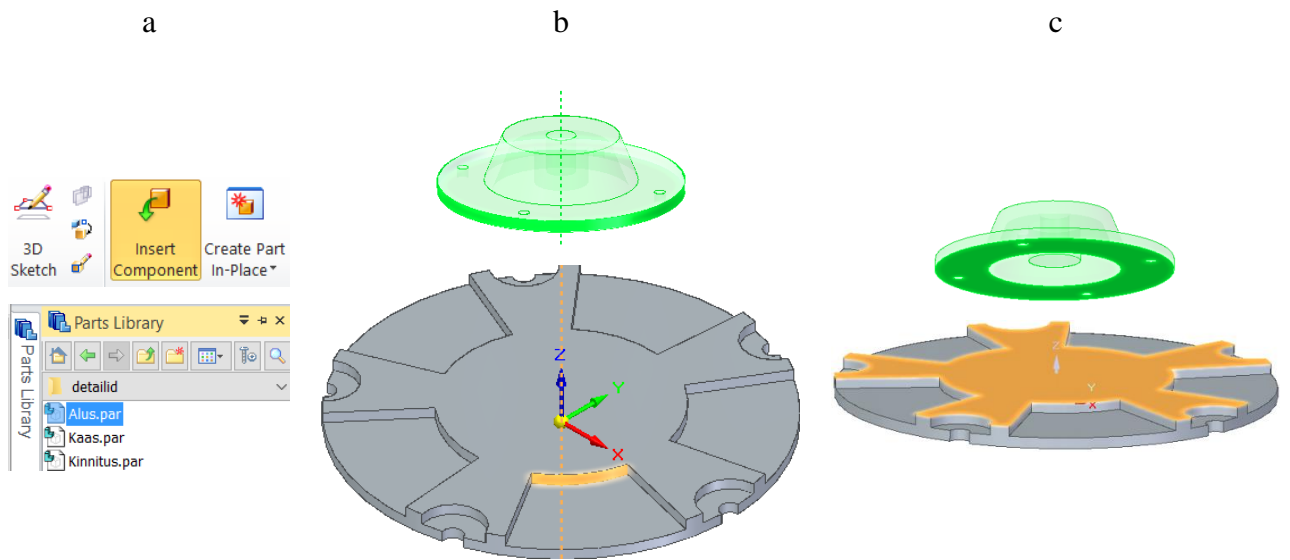 a
b
c
3D
Sketch
Insert
Component
Create Part
In-Place
Parts Library
Parts Library
detailid
Alus.par
Kaas.par
Kinnitus.par
Z
Y
X
Z
Y
X